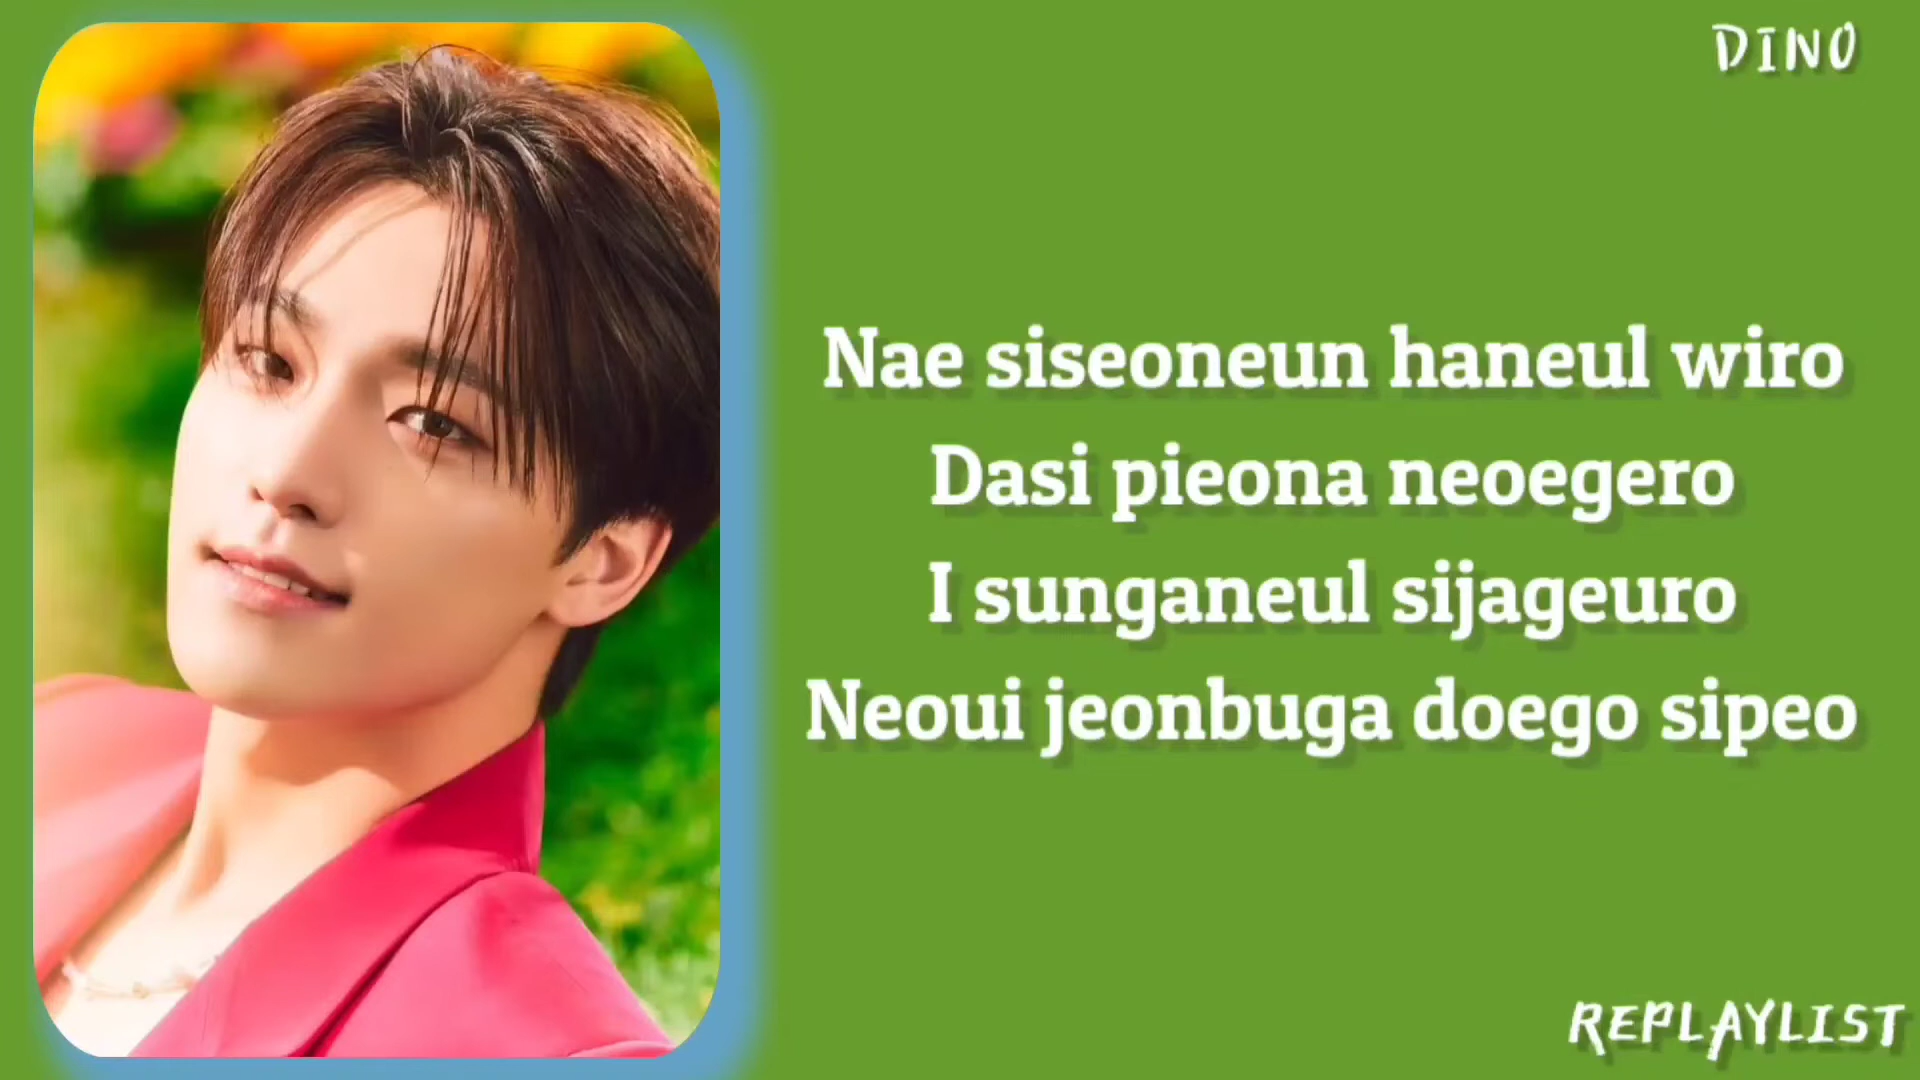 DINO
Nae siseoneun haneul wiro
Dasi pieona neoegero
I sunganeul sijageuro
Neoui jeonbuga doego sipeo
REPLAYLIST